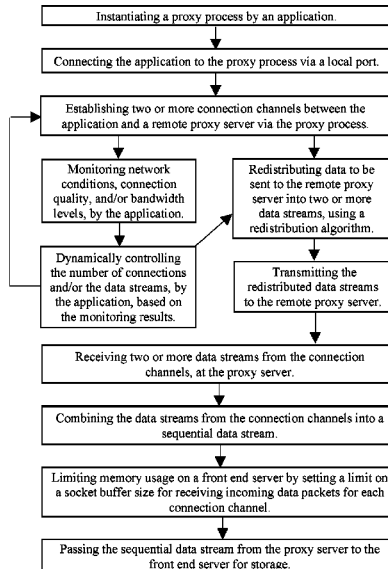 Instantiating a proxy process by an application.
Connecting the application to the proxy process via a local port.
Establishing two or more connection channels between the
application and a remote proxy server via the proxy process.
Monitoring network
conditions, connection
quality, and/or bandwidth
levels, by the application.
Dynamically controlling
the number of connections
and/or the data streams, by
the application, based on
the monitoring results.
Redistributing data to be
sent to the remote proxy
server into two or more
data streams, using a
redistribution algorithm.
Transmitting the
redistributed data streams
to the remote proxy server.
Receiving two or more data streams from the connection
channels, at the proxy server.
Combining the data streams from the connection channels into a
sequential data stream.
Limiting memory usage on a front end server by setting a limit on
a socket buffer size for receiving incoming data packets for each
connection channel.
Passing the sequential data stream from the proxy server to the
front end server for storage.